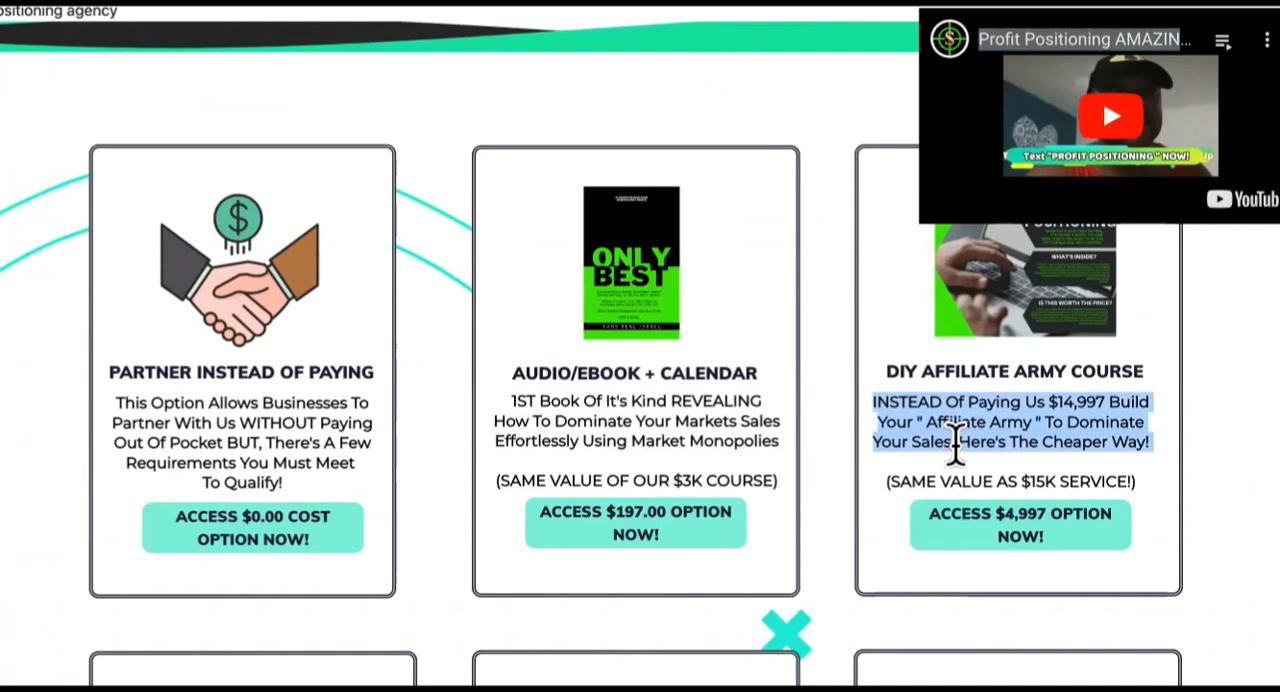 ositioning agency
Profit Positioning AMAZIN...
Text "PROFIT POSITIONING" NOW!
YouTub
ONLY
BEST
WHAT'S INSIDE?
IS THIS WORTH THE PRICE?
PARTNER INSTEAD OF PAYING
This Option Allows Businesses To
Partner With Us WITHOUT Paying
Out Of Pocket BUT, There's A Few
Requirements You Must Meet
To Qualify!
ACCESS $0.00 COST
OPTION NOW!
AUDIO/EBOOK + CALENDAR
1ST Book Of It's Kind REVEALING
How To Dominate Your Markets Sales
Effortlessly Using Market Monopolies
(SAME VALUE OF OUR $3K COURSE)
ACCESS $197.00 OPTION
NOW!
DIY AFFILIATE ARMY COURSE
INSTEAD Of Paying Us $14,997 Build
Your " Affiliate Army " To Dominate
Your Sales, Here's The Cheaper Way!
(SAME VALUE AS $15K SERVICE!)
ACCESS $4,997 OPTION
NOW!